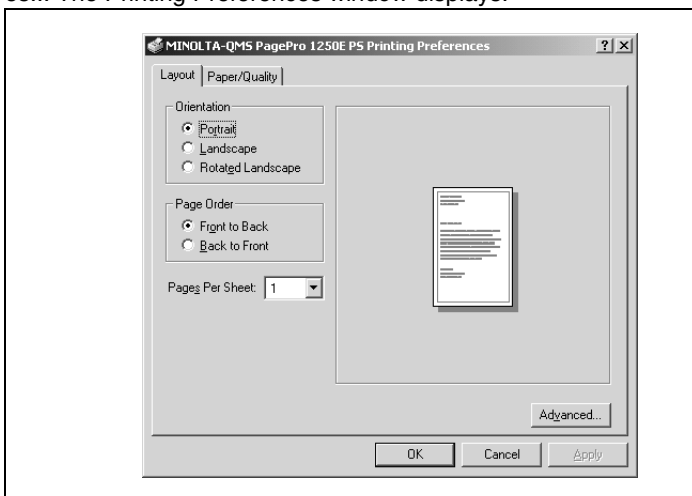 The Printing Preferences window displays.
MINOLTA-QMS PagePro 1250E PS Printing Preferences
Layout
Paper/Quality
Orientation
Portrait
Landscape
Rotated Landscape
Page Order
Front to Back
Back to Front
Pages Per Sheet: 1
Advanced...
OK
Cancel
Apply